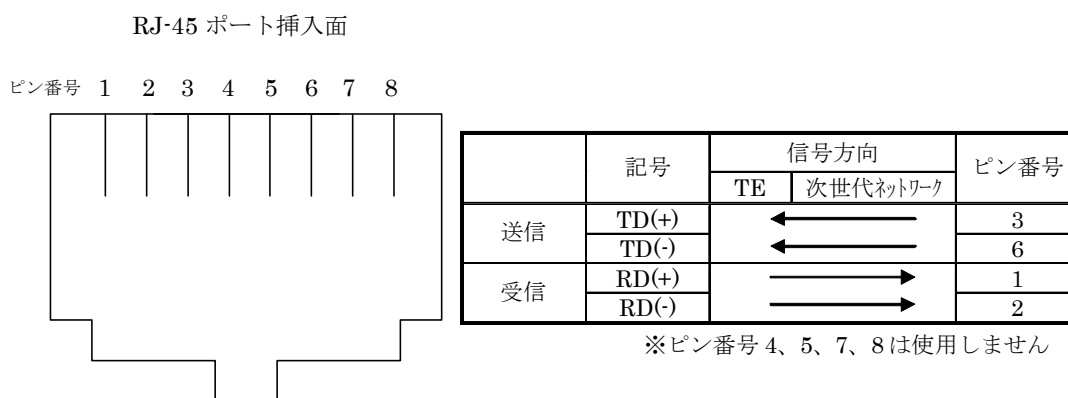 RJ-45 ポート挿入面
ピン番号 1 2 3 4 5 6 7 8
記号 信号方向 ピン番号
TE 次世代ネットワーク
送信 TD(+) 3
TD(-) 6
受信 RD(+) 1
RD(-) 2
※ピン番号 4、5、7、8は使用しません